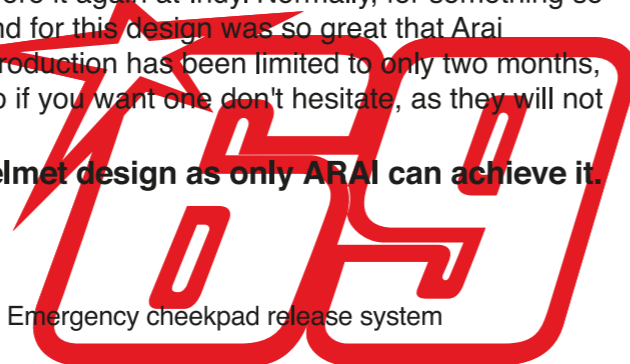 ore it again at Indy. Normally, for something so
nd for this design was so great that Arai
roduction has been limited to only two months,
o if you want one don't hesitate, as they will not
elmet design as only ARAI can achieve it.
69
Emergency cheekpad release system